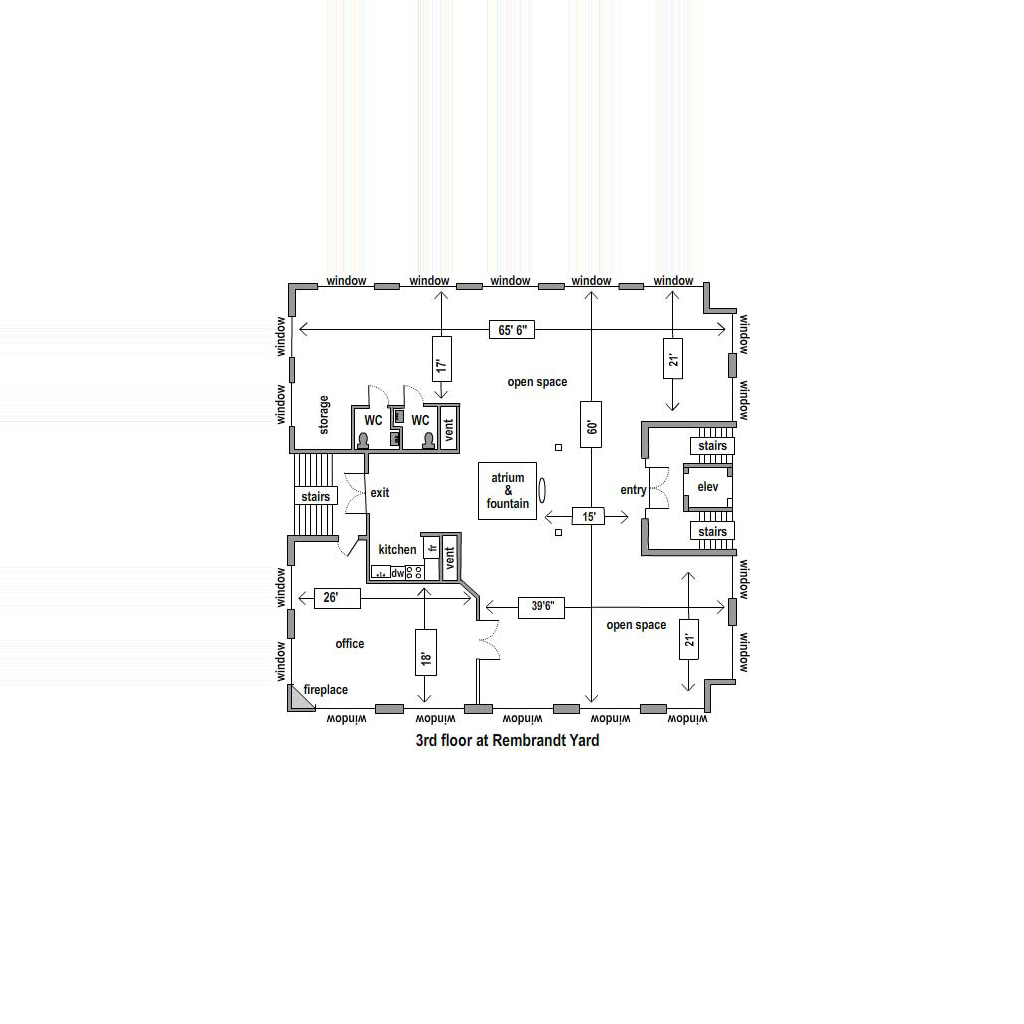 window window window window window
window
window
65' 6"
17'
21'
open space
60'
window
window
storage
WC
WC
vent
stairs
atrium
&
fountain
entry
elev
exit
stairs
15'
stairs
kitchen
fr
vent
dw
window
window
26'
39'6"
open space
office
18'
21'
window
window
fireplace
window window window window window
3rd floor at Rembrandt Yard